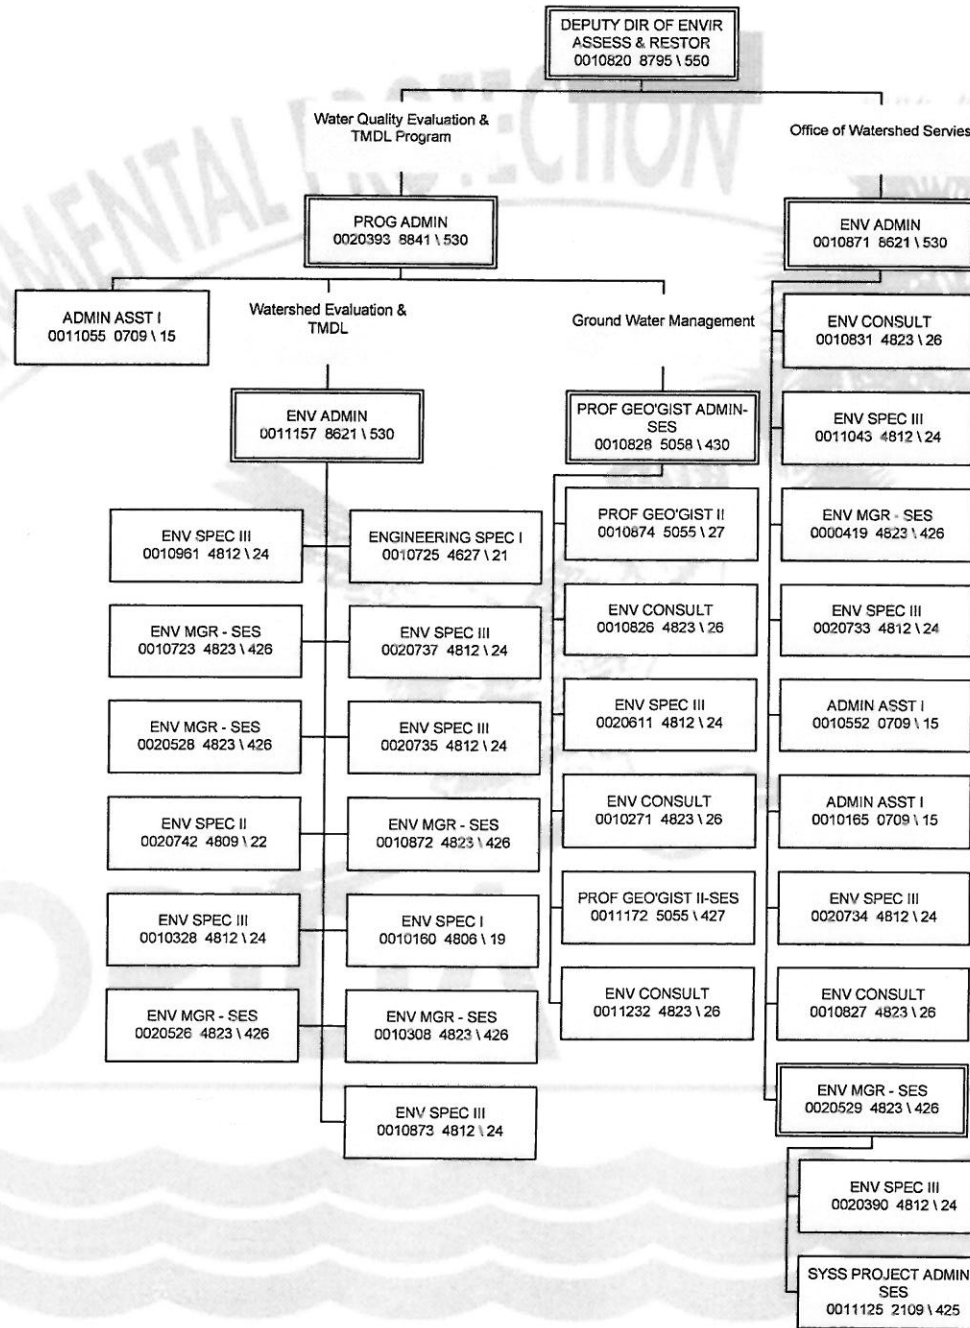 DEPUTY DIR OF ENVIR
ASSESS & RESTOR
0010820 8795 \ 550
Water Quality Evaluation &
TMDL Program
Office of Watershed Servies
PROG ADMIN
0020393 8841 \ 530
ENV ADMIN
0010871 8621 \ 530
ADMIN ASST I
0011055 0709 \ 15
Watershed Evaluation &
TMDL
Ground Water Management
ENV ADMIN
0011157 8621 \ 530
PROF GEO'GIST ADMIN-
SES
0010828 5058 \ 430
ENV SPEC III
0010961 4812 \ 24
ENGINEERING SPEC I
0010725 4627 \ 21
ENV MGR - SES
0010723 4823 \ 426
ENV SPEC III
0020737 4812 \ 24
ENV MGR - SES
0020528 4823 \ 426
ENV SPEC III
0020735 4812 \ 24
ENV SPEC II
0020742 4809 \ 22
ENV MGR - SES
0010872 4823 \ 426
ENV SPEC III
0010328 4812 \ 24
ENV SPEC I
0010160 4806 \ 19
ENV MGR - SES
0020526 4823 \ 426
ENV MGR - SES
0010308 4823 \ 426
ENV SPEC III
0010873 4812 \ 24
PROF GEO'GIST II
0010874 5055 \ 27
ENV CONSULT
0010826 4823 \ 26
ENV SPEC III
0020611 4812 \ 24
ENV CONSULT
0010271 4823 \ 26
PROF GEO'GIST II-SES
0011172 5055 \ 427
ENV CONSULT
0011232 4823 \ 26
ENV CONSULT
0010831 4823 \ 26
ENV SPEC III
0011043 4812 \ 24
ENV MGR - SES
0000419 4823 \ 426
ENV SPEC III
0020733 4812 \ 24
ADMIN ASST I
0010552 0709 \ 15
ADMIN ASST I
0010165 0709 \ 15
ENV SPEC III
0020734 4812 \ 24
ENV CONSULT
0010827 4823 \ 26
ENV MGR - SES
0020529 4823 \ 426
ENV SPEC III
0020390 4812 \ 24
SYSS PROJECT ADMIN
SES
0011125 2109 \ 425